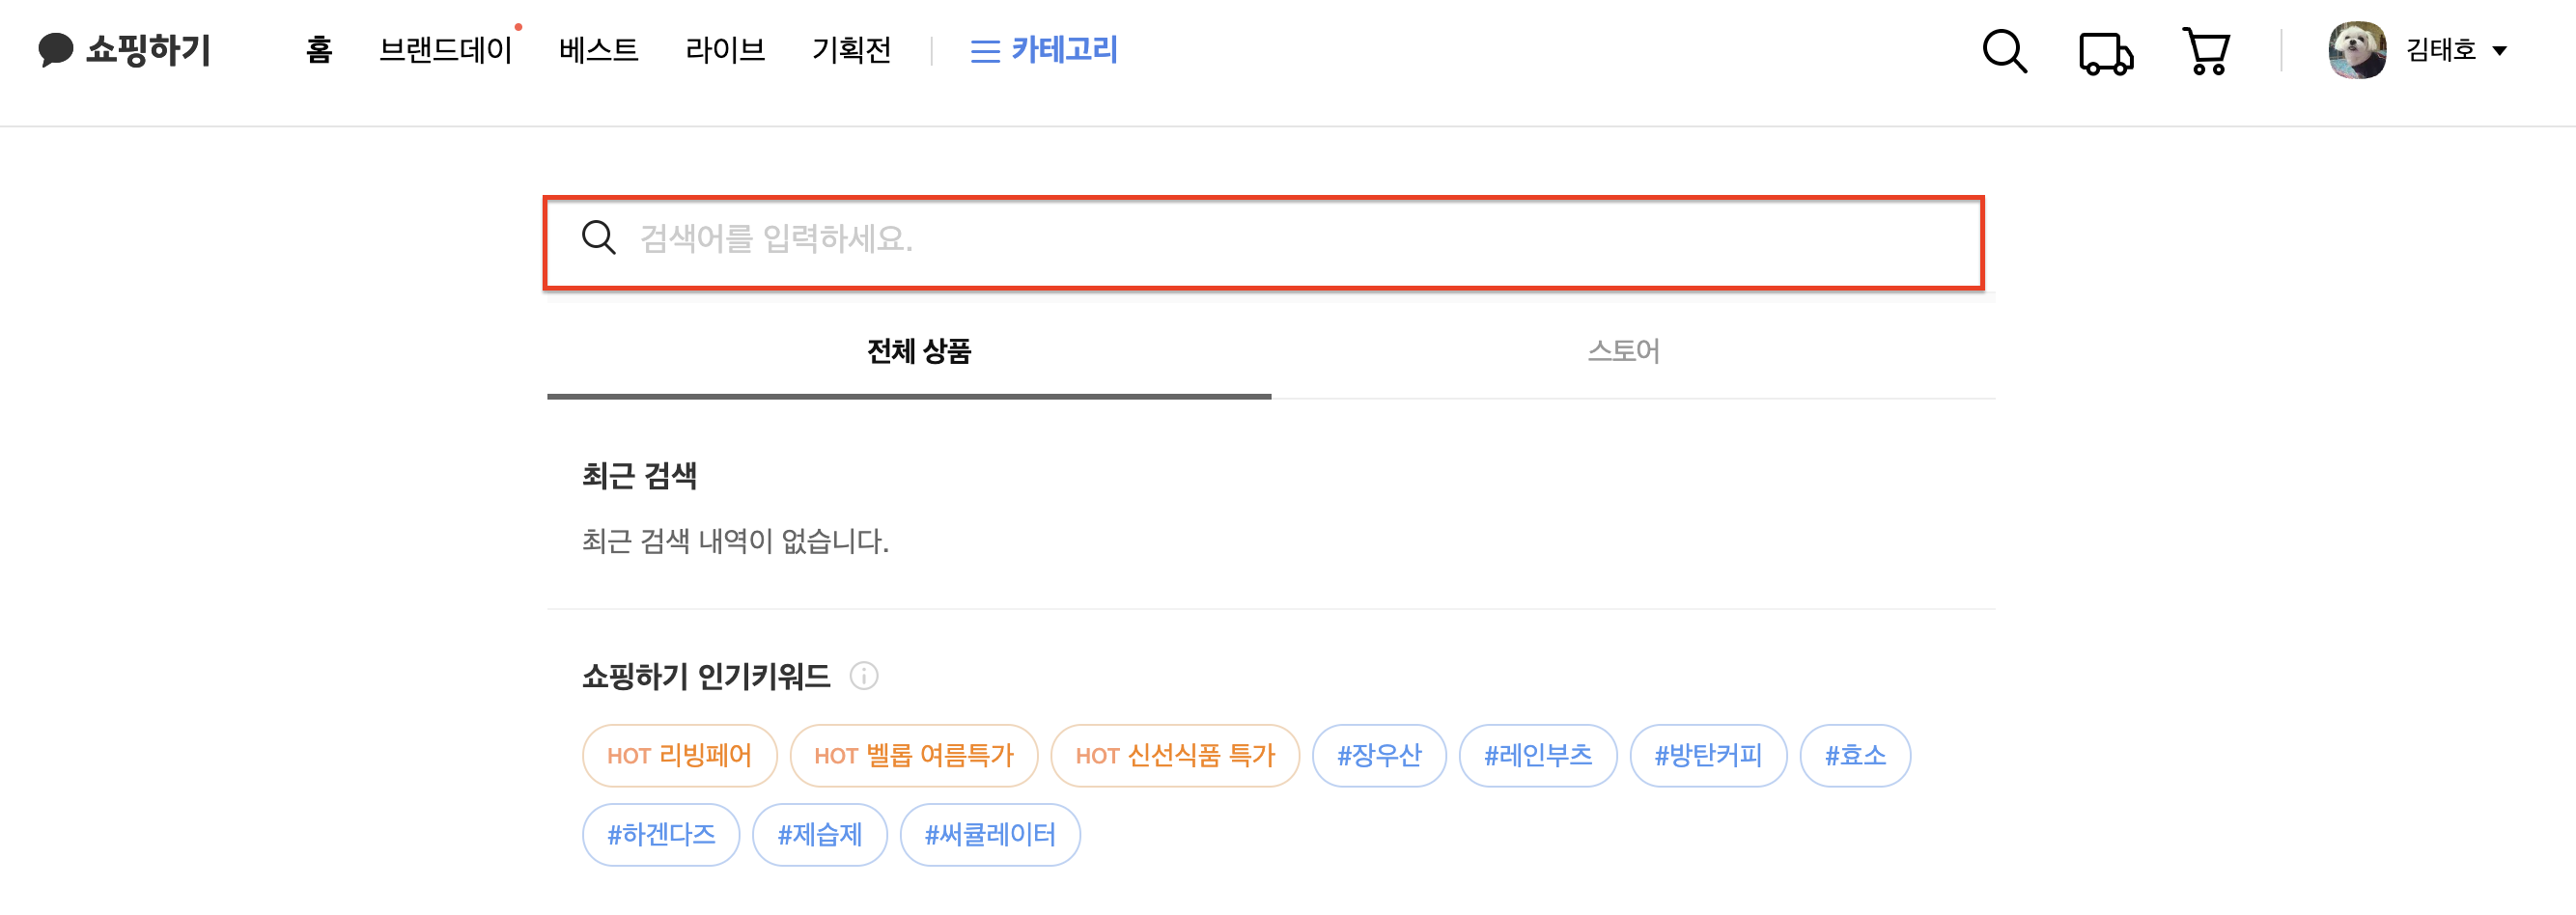 쇼핑하기 홈 브랜드데이 베스트 라이브 기획전 카테고리 김태호
검색어를 입력하세요.
전체 상품 스토어
최근 검색
최근 검색 내역이 없습니다.
쇼핑하기 인기키워드
HOT 리빙페어 HOT 벨롭 여름특가 HOT 신선식품 특가 #장우산 #레인부츠 #방탄커피 #효소
#하겐다즈 #제습제 #써큘레이터